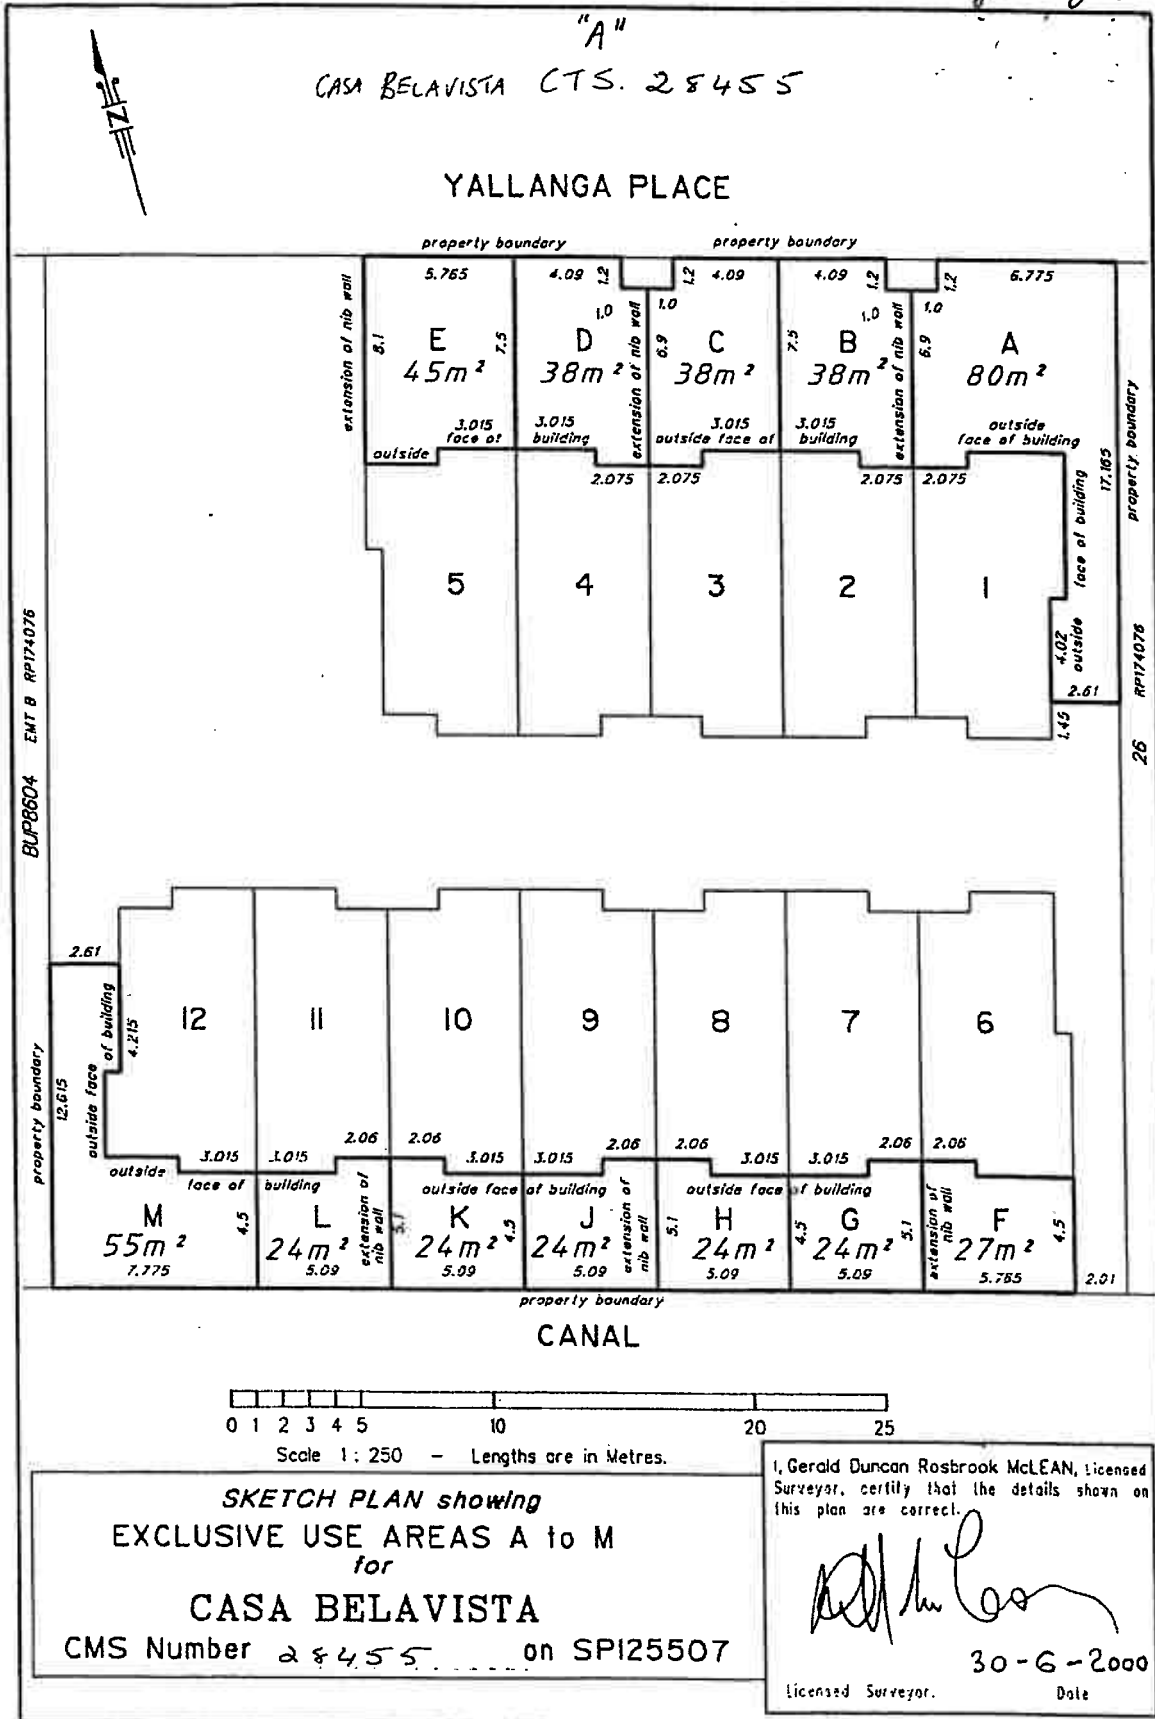 "A"
CASA BELAVISTA CTS. 28455
N
YALLANGA PLACE
property boundary property boundary
5.765 4.09 1.2 1.2 4.09 4.09 1.2 1.2 6.775
extension of nib wall
8.1 E 7.5 D 1.0 extension of nib wall 1.0 6.9 C 7.5 B 1.0 extension of nib wall 1.0 6.9 A
45m² 38m² 38m² 38m² 80m²
3.015 3.015 3.015 3.015 outside
outside face of building outside face of building face of building
2.075 2.075 2.075 2.075
property boundary
17.165
outside face of building
5 4 3 2 1
4.02
2.61
1.45
26 RP174076
BUP8604 EMT B RP174076
2.61
12 11 10 9 8 7 6
outside face of building
4.215
property boundary
12.615
2.06 2.06 2.06 2.06 2.06 2.06
3.015 3.015 3.015 3.015 3.015 3.015
outside face of building outside face of building outside face of building
M 4.5 L extension of nib wall 5.1 K 4.5 J extension of nib wall 5.1 H 4.5 G 5.1 extension of nib wall F 4.5
55m² 24m² 24m² 24m² 24m² 24m² 27m²
7.775 5.09 5.09 5.09 5.09 5.09 5.765 2.01
property boundary
CANAL
0 1 2 3 4 5 10 20 25
Scale 1 : 250 – Lengths are in Metres.
SKETCH PLAN showing
EXCLUSIVE USE AREAS A to M
for
CASA BELAVISTA
CMS Number 28455 on SP125507
I, Gerald Duncan Rosbrook McLEAN, Licensed
Surveyor, certify that the details shown on
this plan are correct.
30-6-2000
Licensed Surveyor. Date